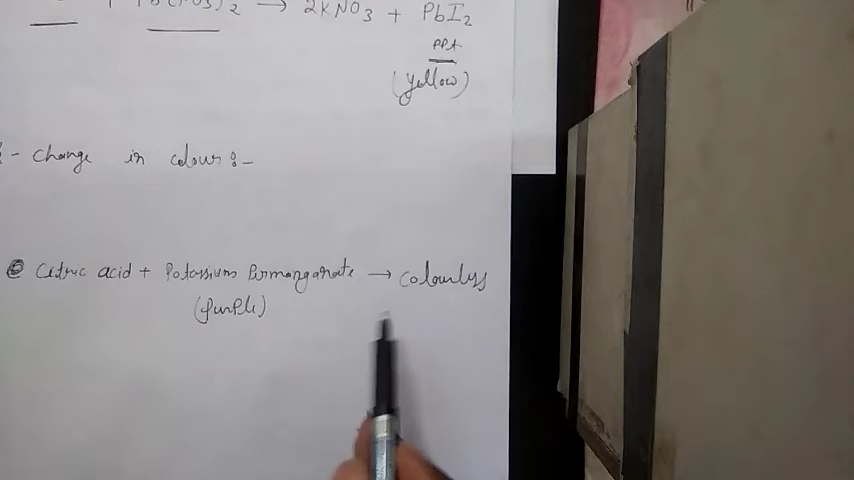 2KNO3 + PbI2
PPt
(yellow)
- change in colour :-
Citric acid + Potassium Permanganate → colourless
(Purple)